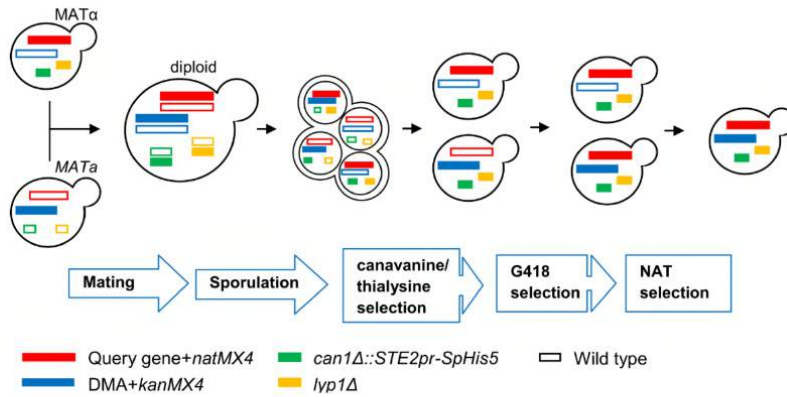 MATα
diploid
MATa
Mating
Sporulation
canavanine/
thialysine
selection
G418
selection
NAT
selection
Query gene+natMX4
can1Δ::STE2pr-SpHis5
Wild type
DMA+kanMX4
lyp1Δ